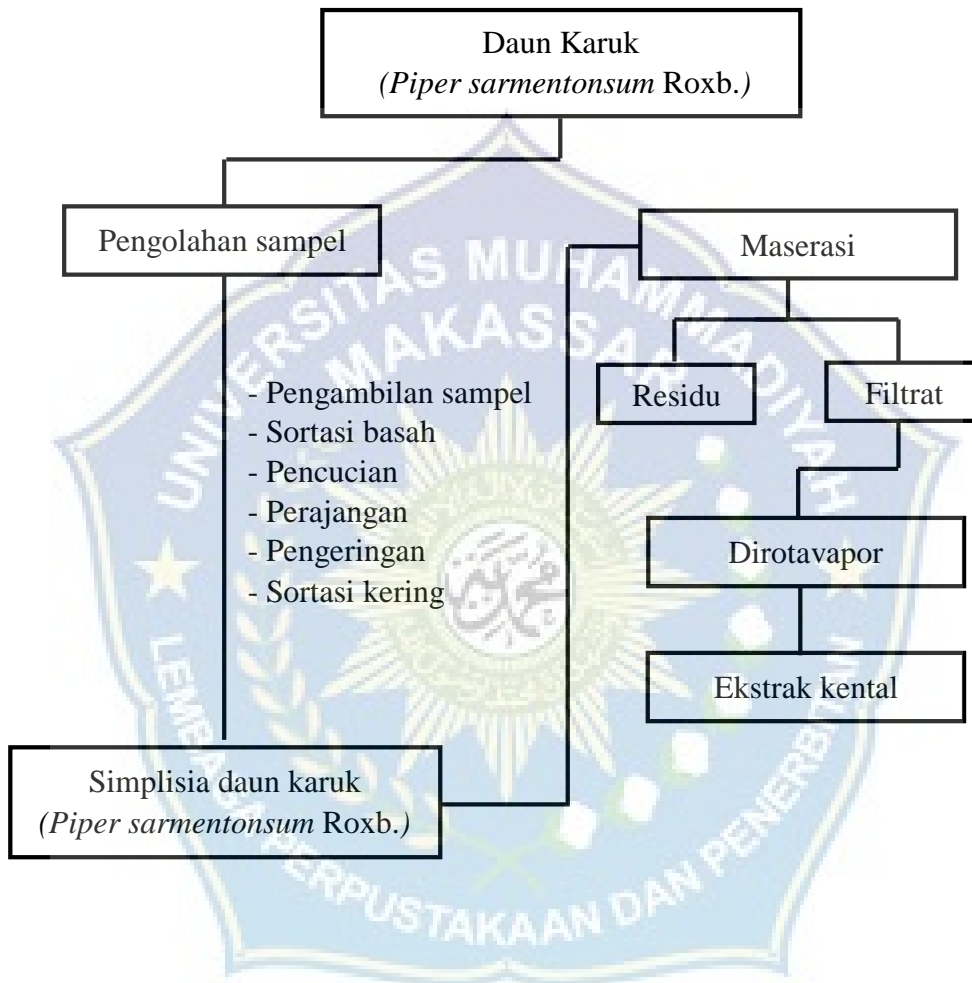 Daun Karuk
(Piper sarmentonsum Roxb.)
Pengolahan sampel
- Pengambilan sampel
- Sortasi basah
- Pencucian
- Perajangan
- Pengeringan
- Sortasi kering
Simplisia daun karuk
(Piper sarmentonsum Roxb.)
Maserasi
Residu
Filtrat
Dirotavapor
Ekstrak kental
UNIVERSITAS MUHAMMADIYAH
MAKASSAR
LEMBAGA PERPUSTAKAAN DAN PENERBITAN